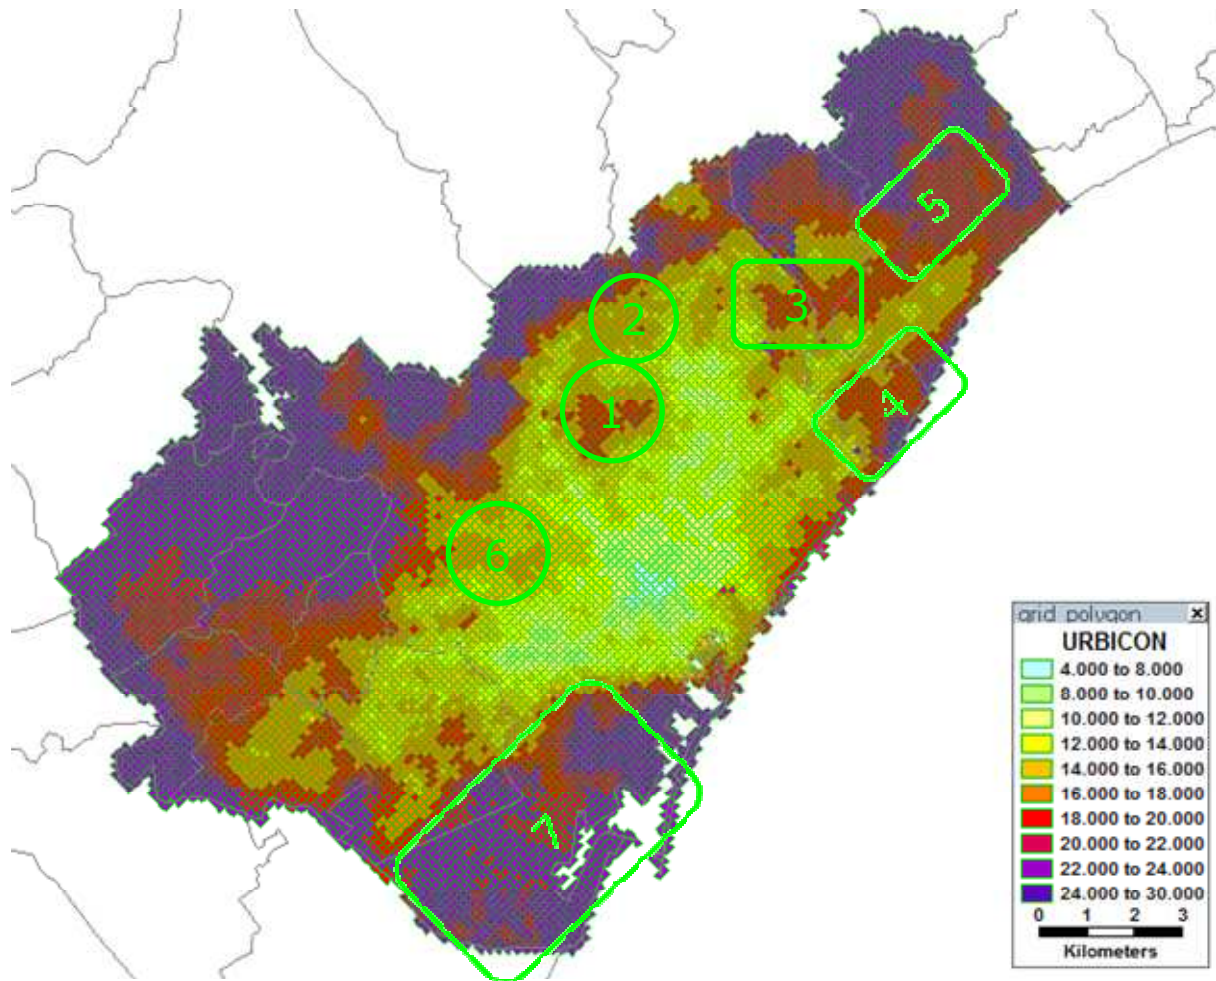 5
2
3
1
4
6
7
grid_polygon
URBICON
4.000 to 8.000
8.000 to 10.000
10.000 to 12.000
12.000 to 14.000
14.000 to 16.000
16.000 to 18.000
18.000 to 20.000
20.000 to 22.000
22.000 to 24.000
24.000 to 30.000
0 1 2 3
Kilometers